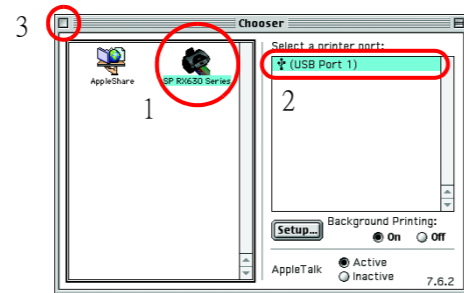 3
Chooser
Select a printer port:
AppleShare
SP RX630 Series
(USB Port 1)
1
2
Setup...
Background Printing:
On Off
AppleTalk
Active
Inactive
7.6.2